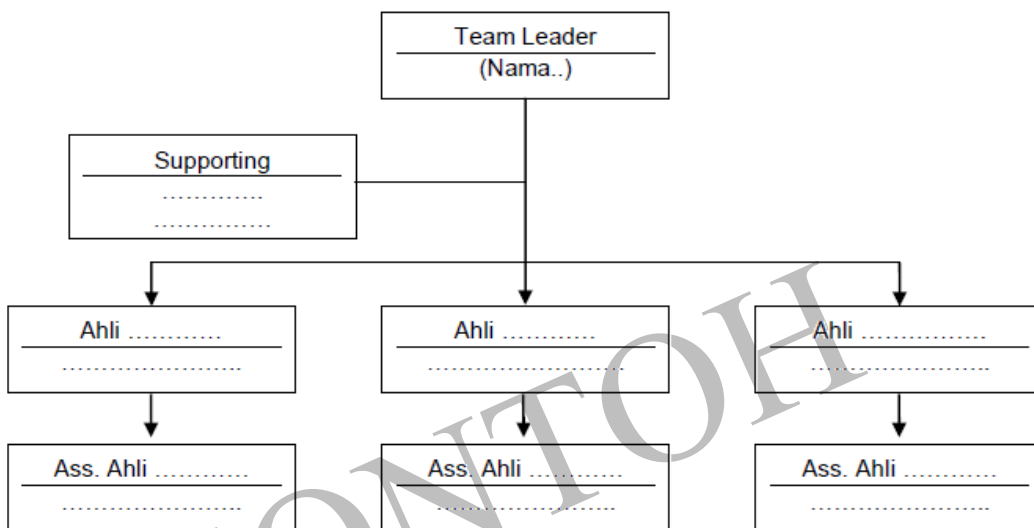 Team Leader
(Nama..)
Supporting
.............
...............
Ahli ............
........................
Ahli ............
..........................
Ahli ................
........................
Ass. Ahli ............
........................
Ass. Ahli ............
........................
Ass. Ahli ............
........................
CONTOH